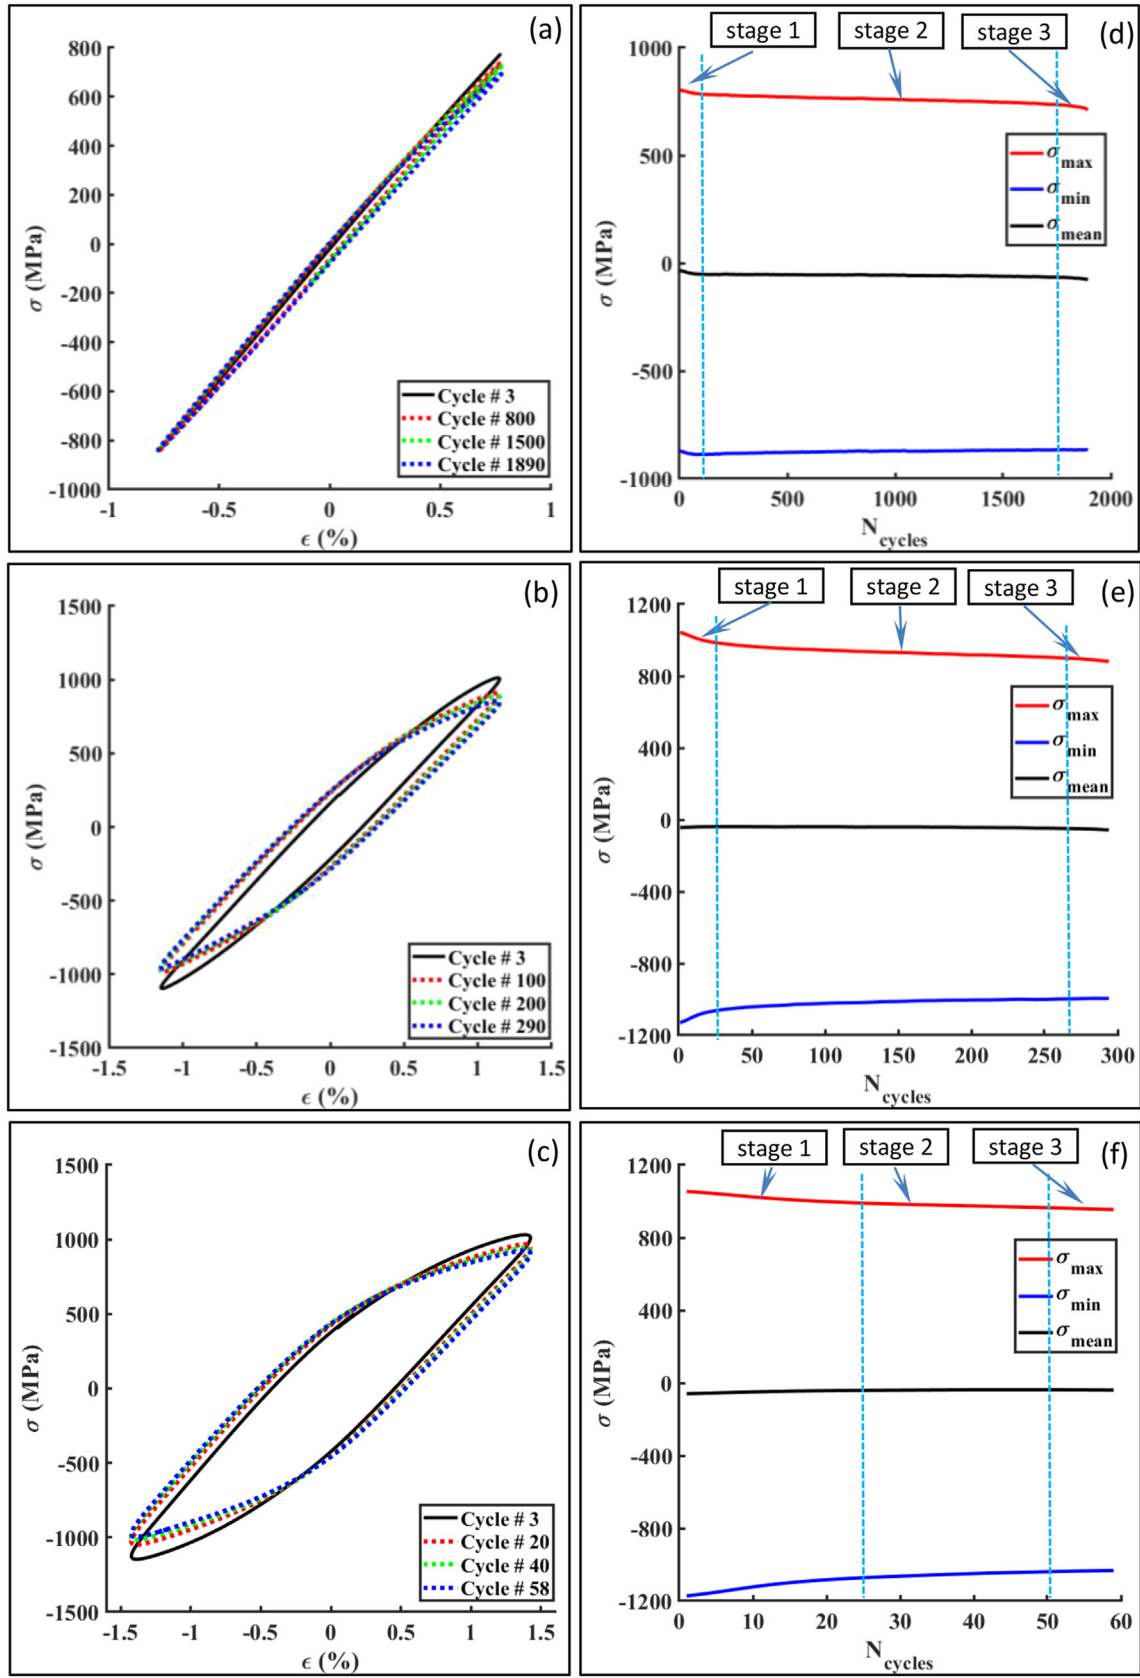 (a)
800
600
400
200
0
-200
-400
-600
-800
-1000
σ (MPa)
Cycle # 3
Cycle # 800
Cycle # 1500
Cycle # 1890
-1 -0.5 0 0.5 1
ϵ (%)
stage 1 stage 2 stage 3 (d)
1000
500
0
-500
-1000
σ (MPa)
σmax
σmin
σmean
0 500 1000 1500 2000
Ncycles
(b)
1500
1000
500
0
-500
-1000
-1500
σ (MPa)
Cycle # 3
Cycle # 100
Cycle # 200
Cycle # 290
-1.5 -1 -0.5 0 0.5 1 1.5
ϵ (%)
stage 1 stage 2 stage 3 (e)
1200
800
400
0
-400
-800
-1200
σ (MPa)
σmax
σmin
σmean
0 50 100 150 200 250 300
Ncycles
(c)
1500
1000
500
0
-500
-1000
-1500
σ (MPa)
Cycle # 3
Cycle # 20
Cycle # 40
Cycle # 58
-1.5 -1 -0.5 0 0.5 1 1.5
ϵ (%)
stage 1 stage 2 stage 3 (f)
1200
800
400
0
-400
-800
-1200
σ (MPa)
σmax
σmin
σmean
0 10 20 30 40 50 60
Ncycles